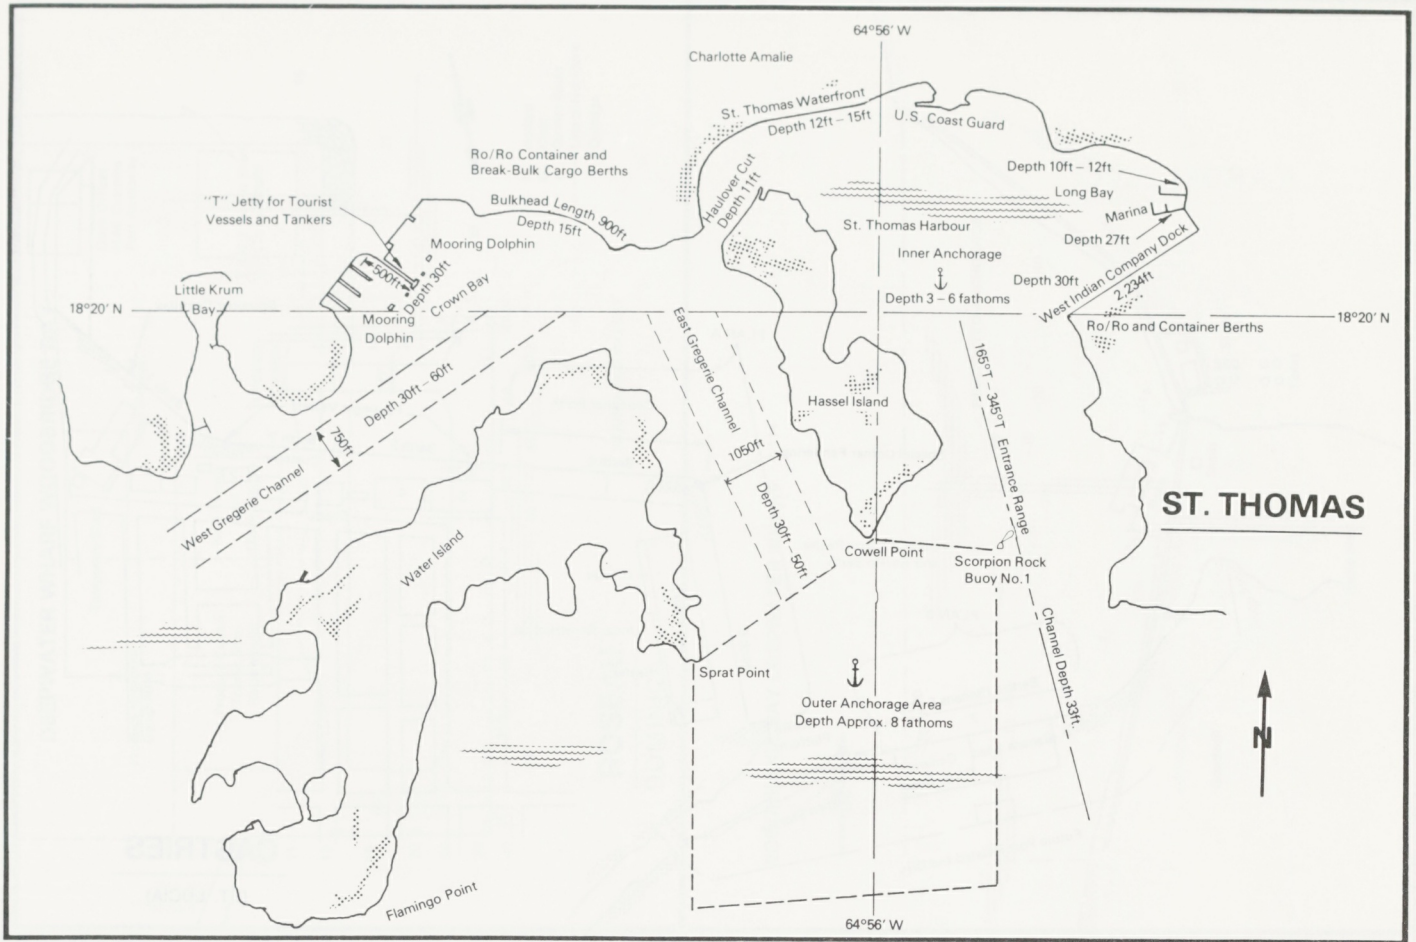 64°56' W
Charlotte Amalie
St. Thomas Waterfront
Depth 12ft – 15ft
U.S. Coast Guard
Ro/Ro Container and
Break-Bulk Cargo Berths
Haulover Cut
Depth 11ft
Depth 10ft – 12ft
Long Bay
Marina
Depth 27ft
"T" Jetty for Tourist
Vessels and Tankers
Bulkhead Length 900ft
Depth 15ft
St. Thomas Harbour
Inner Anchorage
Depth 3 – 6 fathoms
Depth 30ft
West Indian Company Dock
2,234ft
Mooring Dolphin
500ft
Depth 30ft
Crown Bay
Little Krum
Bay
18°20' N
Mooring
Dolphin
18°20' N
Ro/Ro and Container Berths
East Gregerie Channel
165°T – 345°T Entrance Range
Depth 30ft – 60ft
750ft
West Gregerie Channel
Hassel Island
1050ft
Depth 30ft – 50ft
ST. THOMAS
Water Island
Cowell Point
Scorpion Rock
Buoy No.1
Channel Depth 33ft.
Sprat Point
Outer Anchorage Area
Depth Approx. 8 fathoms
N
Flamingo Point
64°56' W